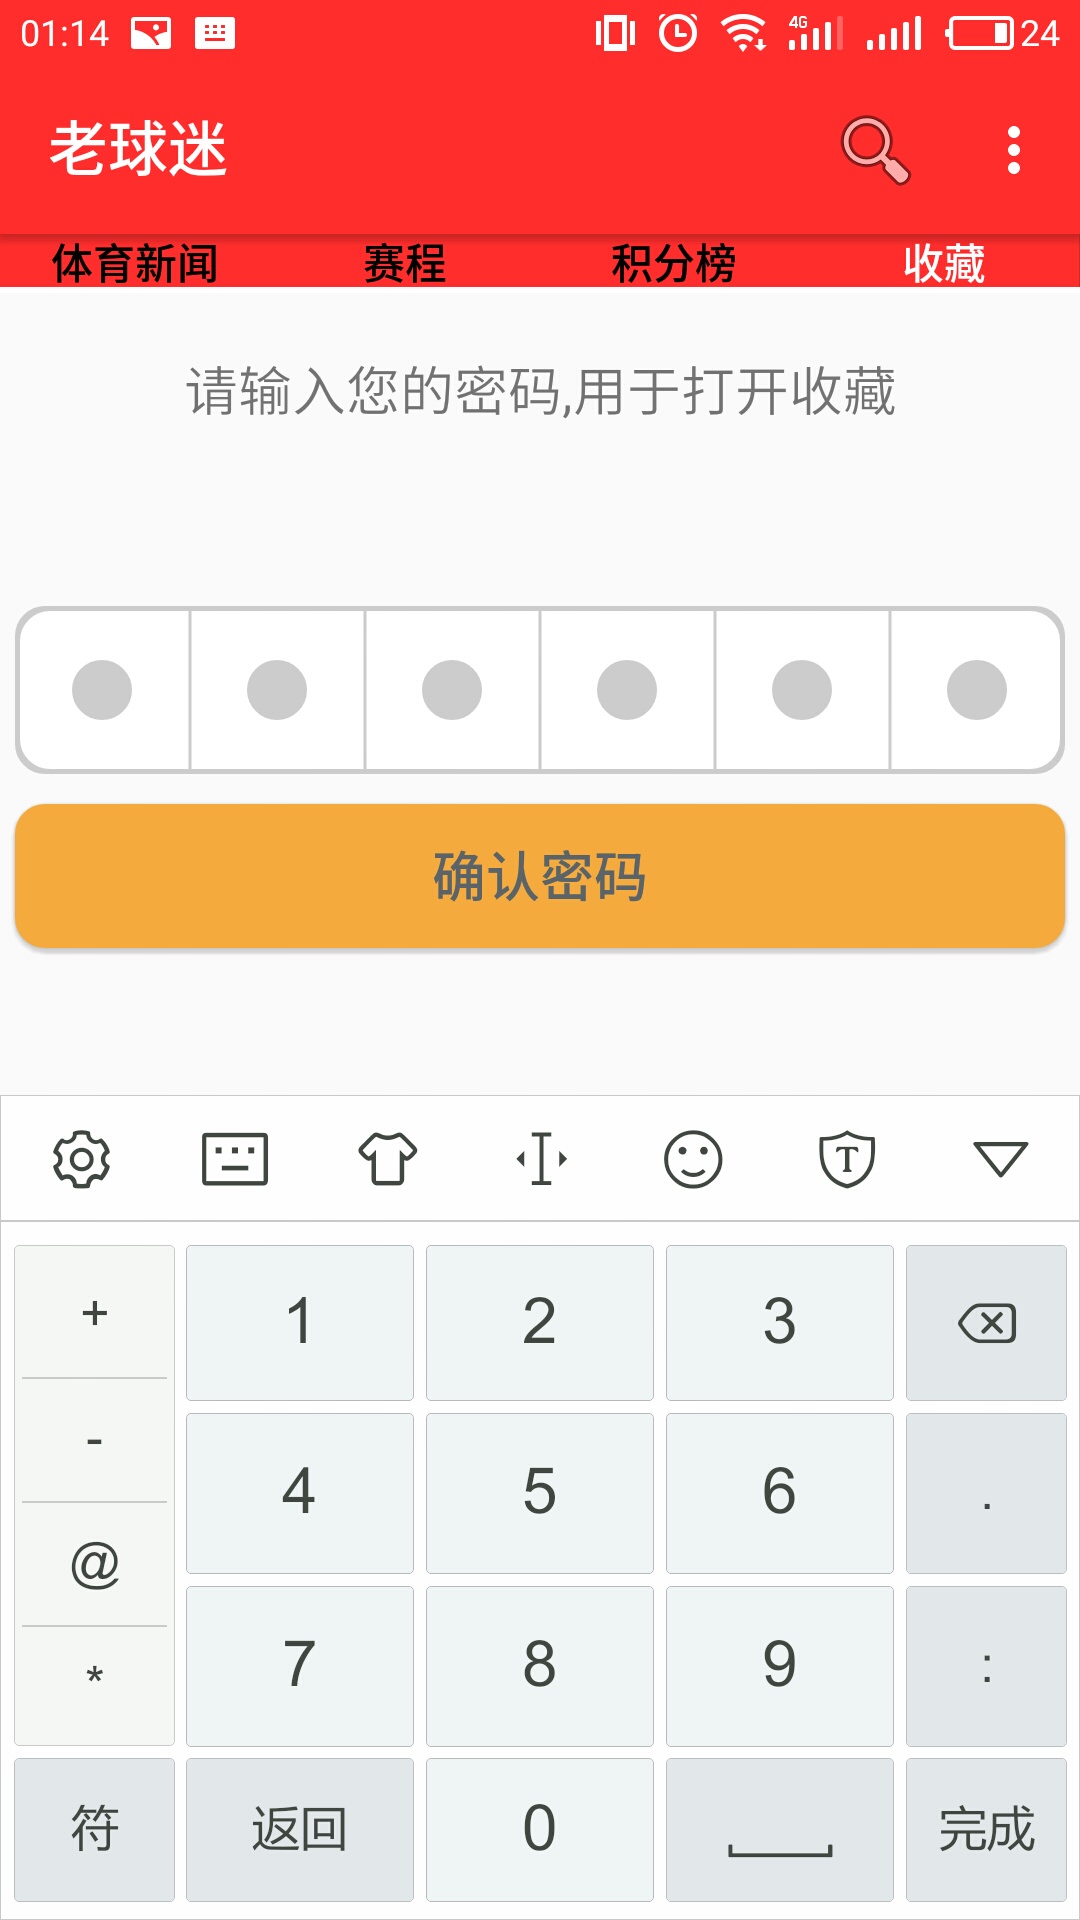 01:14 4G 24
老球迷
体育新闻 赛程 积分榜 收藏
请输入您的密码,用于打开收藏
确认密码
T
+ 1 2 3
- 4 5 6 .
@
* 7 8 9 :
符 返回 0 完成